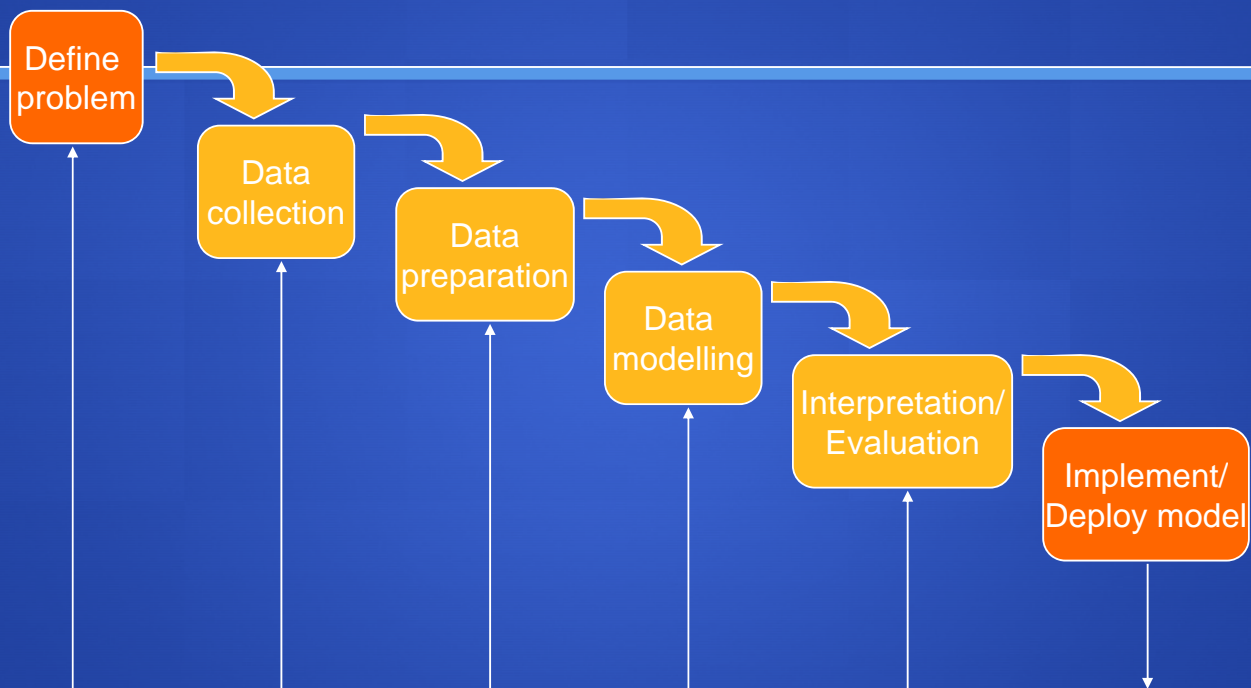 Define
problem
Data
collection
Data
preparation
Data
modelling
Interpretation/
Evaluation
Implement/
Deploy model